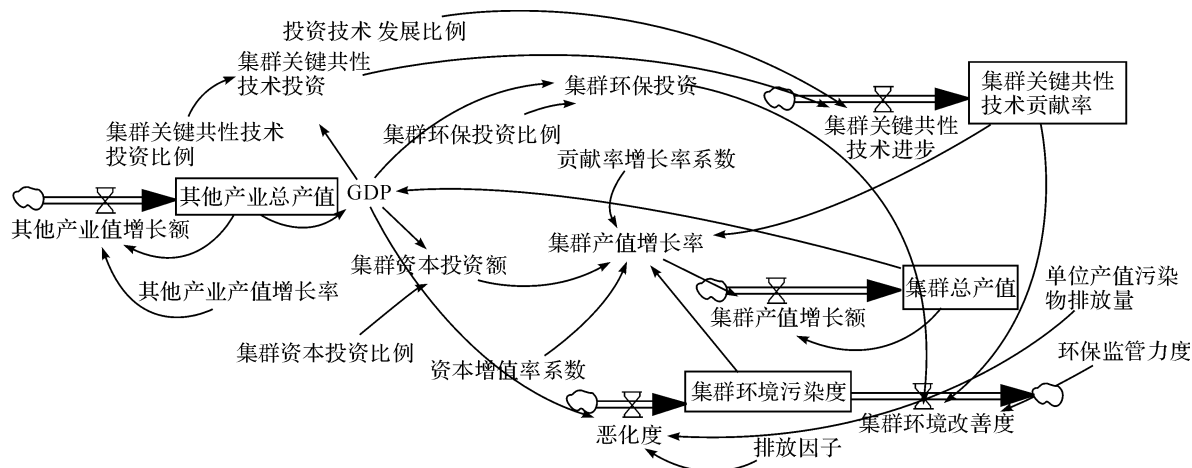 投资技术 发展比例
集群关键共性
技术投资
集群环保投资
集群关键共性
技术贡献率
集群关键共性技术
投资比例
集群环保投资比例
集群关键共性
技术进步
贡献率增长率系数
其他产业总产值
GDP
其他产业值增长额
集群产值增长率
集群资本投资额
单位产值污染
物排放量
其他产业产值增长率
集群总产值
集群产值增长额
集群资本投资比例
环保监管力度
资本增值率系数
集群环境污染度
恶化度
集群环境改善度
排放因子